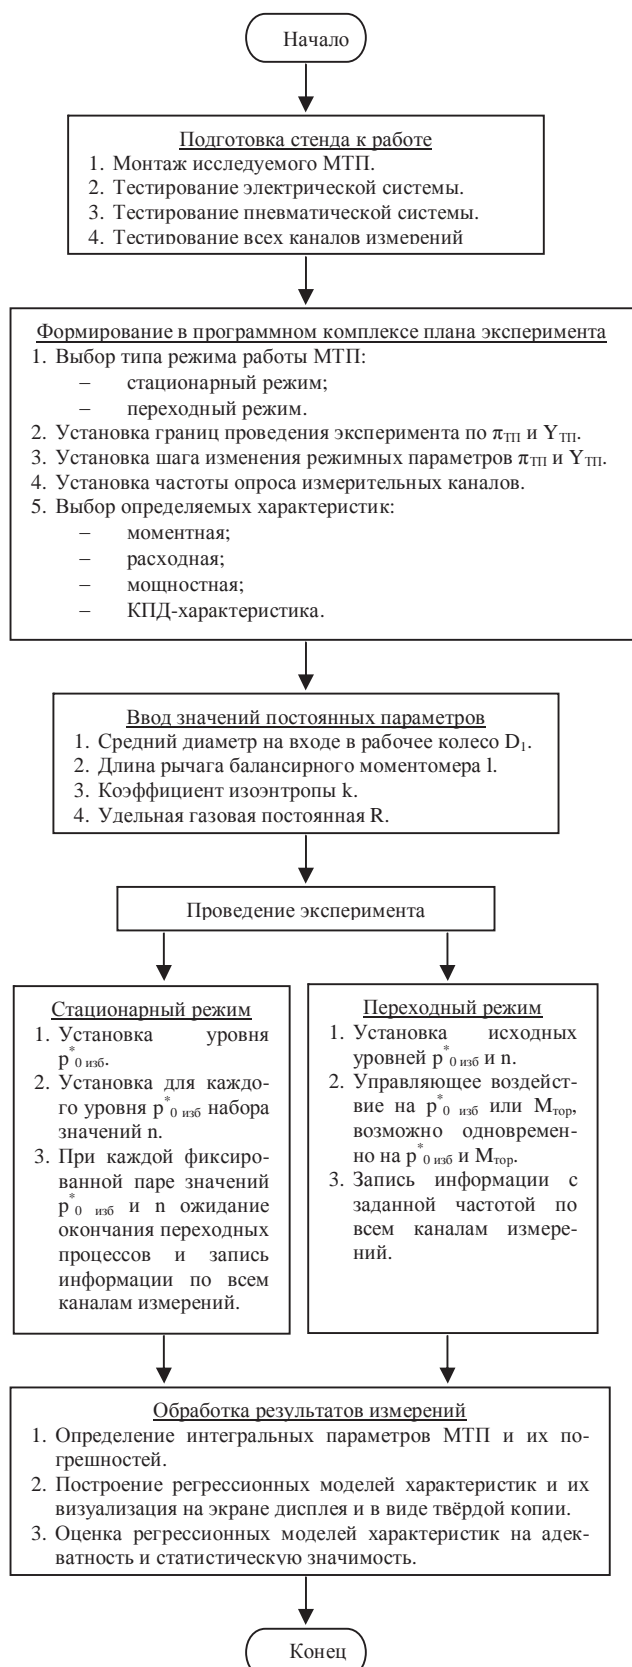 Начало
Подготовка стенда к работе
1. Монтаж исследуемого МТП.
2. Тестирование электрической системы.
3. Тестирование пневматической системы.
4. Тестирование всех каналов измерений
Формирование в программном комплексе плана эксперимента
1. Выбор типа режима работы МТП:
– стационарный режим;
– переходный режим.
2. Установка границ проведения эксперимента по πТП и YТП.
3. Установка шага изменения режимных параметров πТП и YТП.
4. Установка частоты опроса измерительных каналов.
5. Выбор определяемых характеристик:
– моментная;
– расходная;
– мощностная;
– КПД-характеристика.
Ввод значений постоянных параметров
1. Средний диаметр на входе в рабочее колесо D1.
2. Длина рычага балансирного моментомера l.
3. Коэффициент изоэнтропы k.
4. Удельная газовая постоянная R.
Проведение эксперимента
Стационарный режим
1. Установка уровня
p*0 изб.
2. Установка для каждо-
го уровня p*0 изб набора
значений n.
3. При каждой фиксиро-
ванной паре значений
p*0 изб и n ожидание
окончания переходных
процессов и запись
информации по всем
каналам измерений.
Переходный режим
1. Установка исходных
уровней p*0 изб и n.
2. Управляющее воздейст-
вие на p*0 изб или Mтор,
возможно одновремен-
но на p*0 изб и Mтор.
3. Запись информации с
заданной частотой по
всем каналам измере-
ний.
Обработка результатов измерений
1. Определение интегральных параметров МТП и их по-
грешностей.
2. Построение регрессионных моделей характеристик и их
визуализация на экране дисплея и в виде твёрдой копии.
3. Оценка регрессионных моделей характеристик на адек-
ватность и статистическую значимость.
Конец